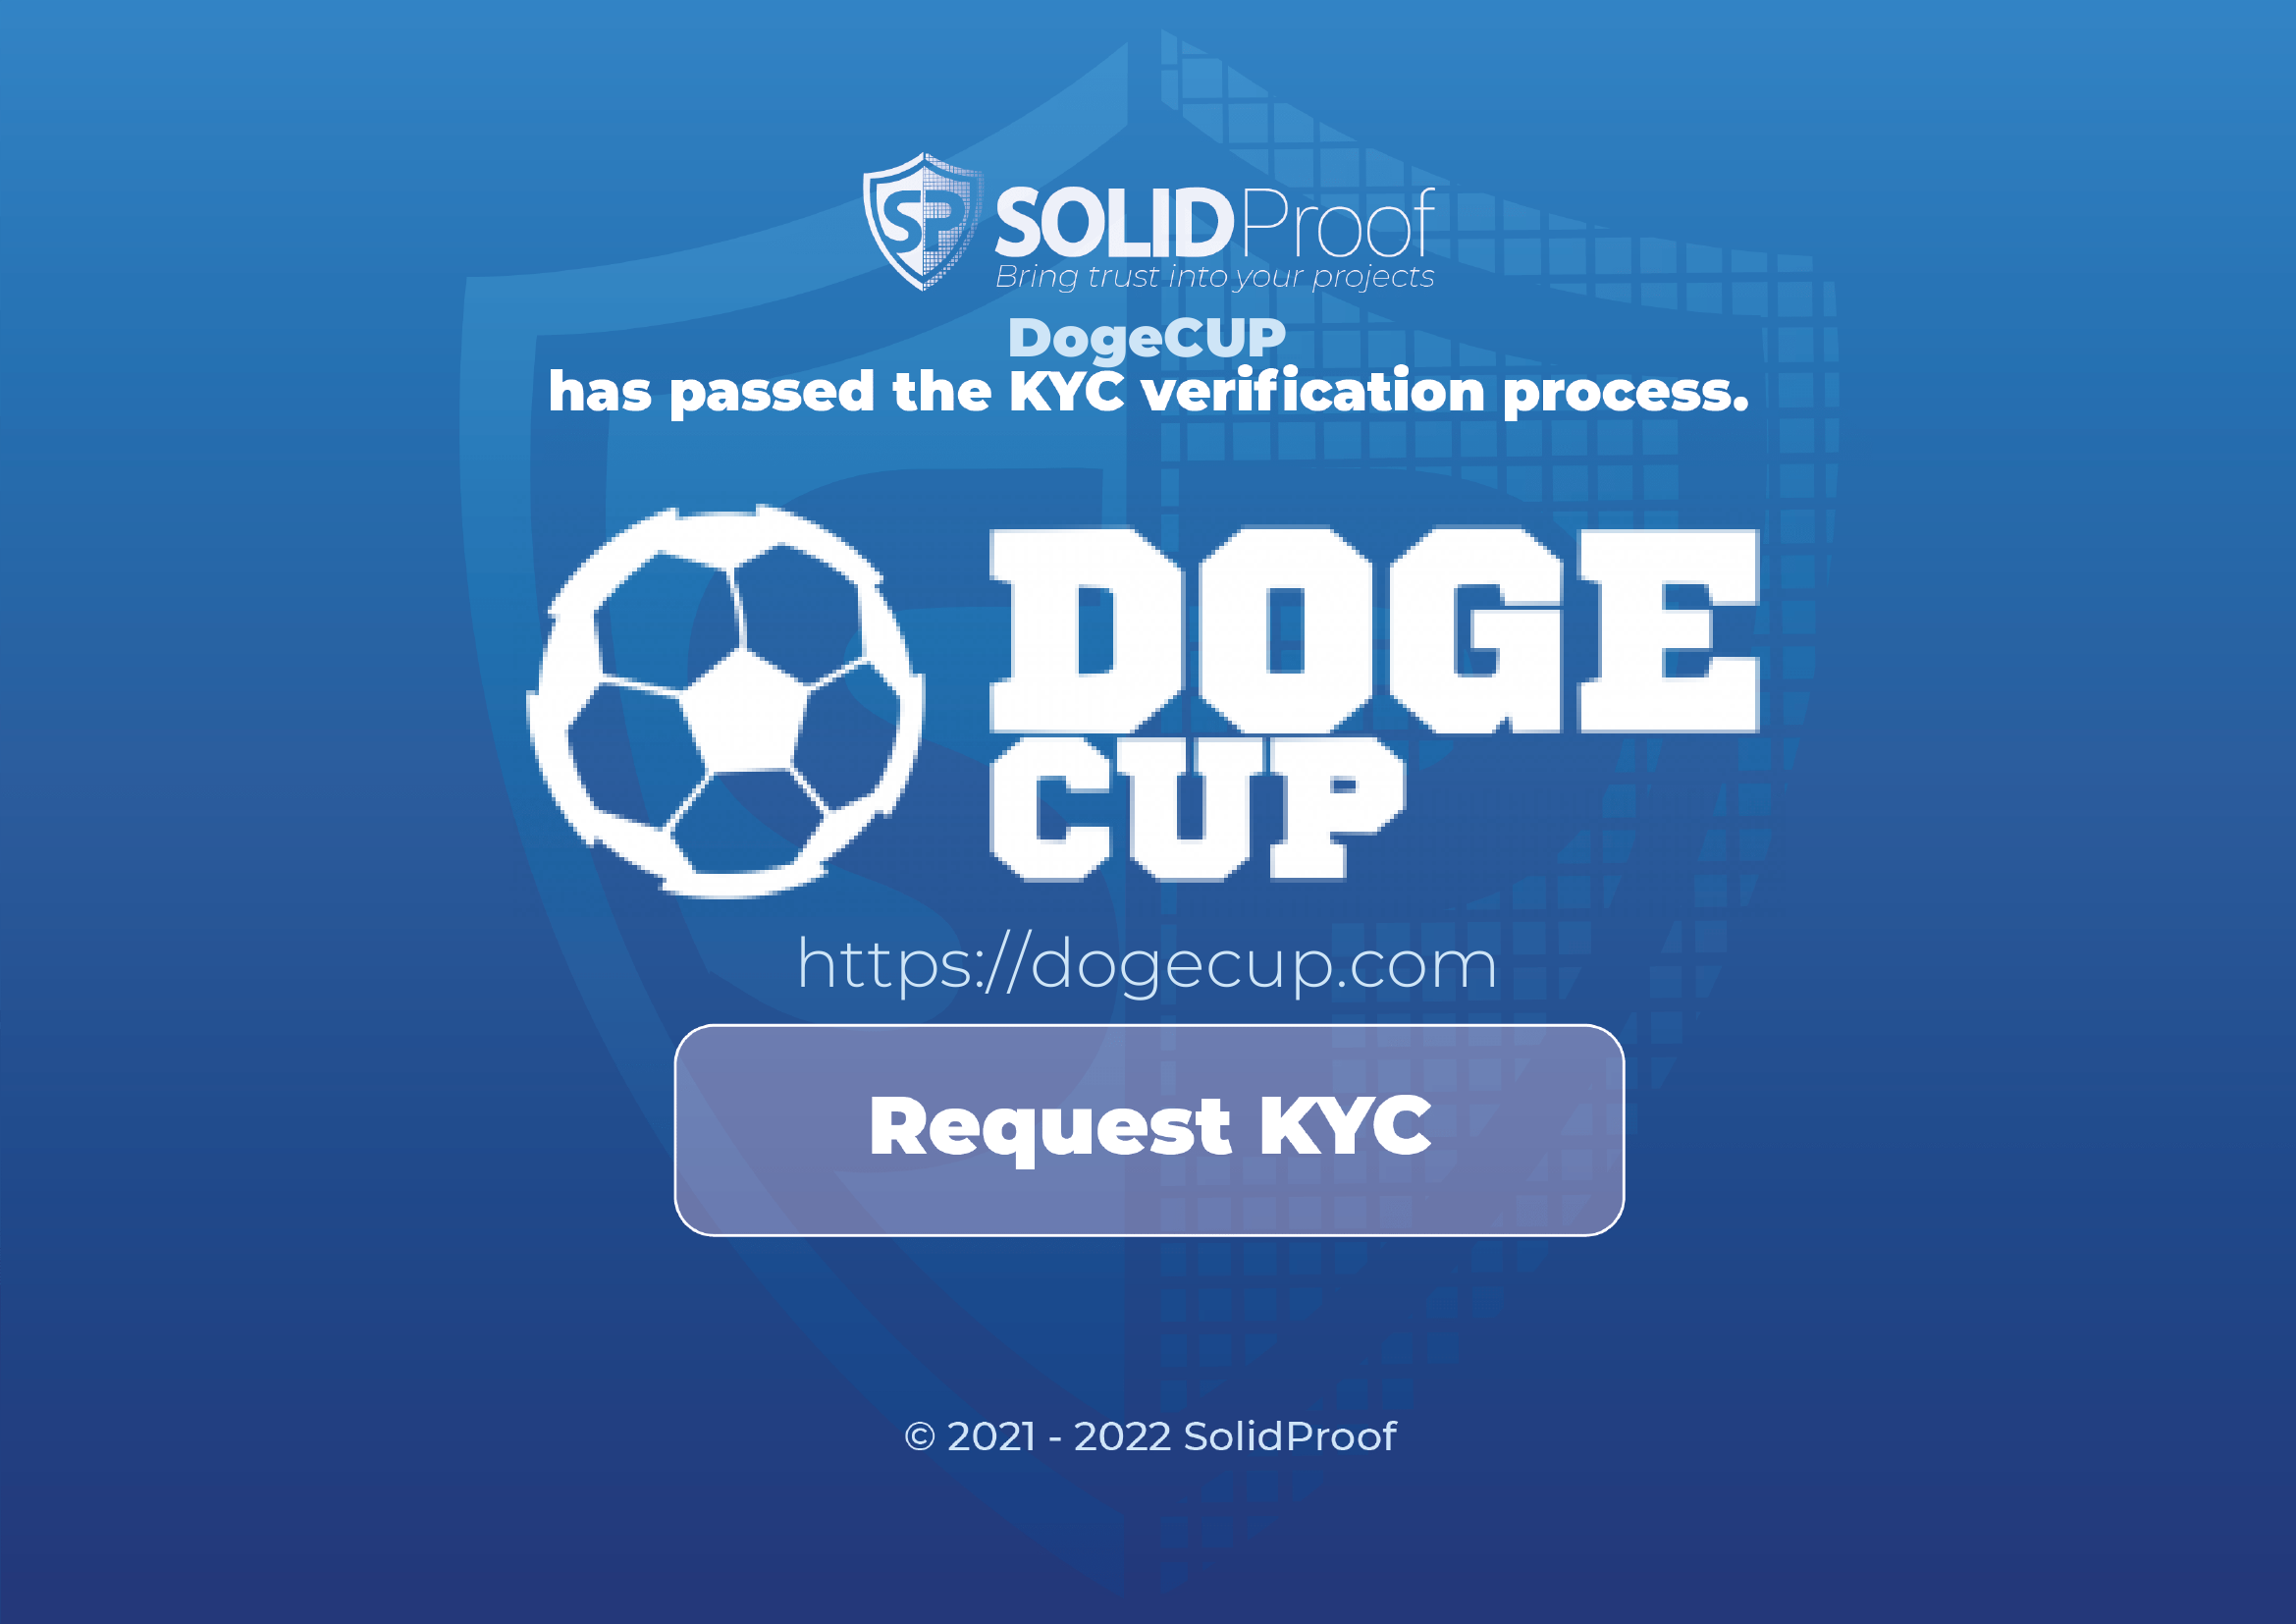 SP SOLIDProof
Bring trust into your projects
DogeCUP
has passed the KYC verification process.
DOGE
CUP
https://dogecup.com
Request KYC
© 2021 - 2022 SolidProof